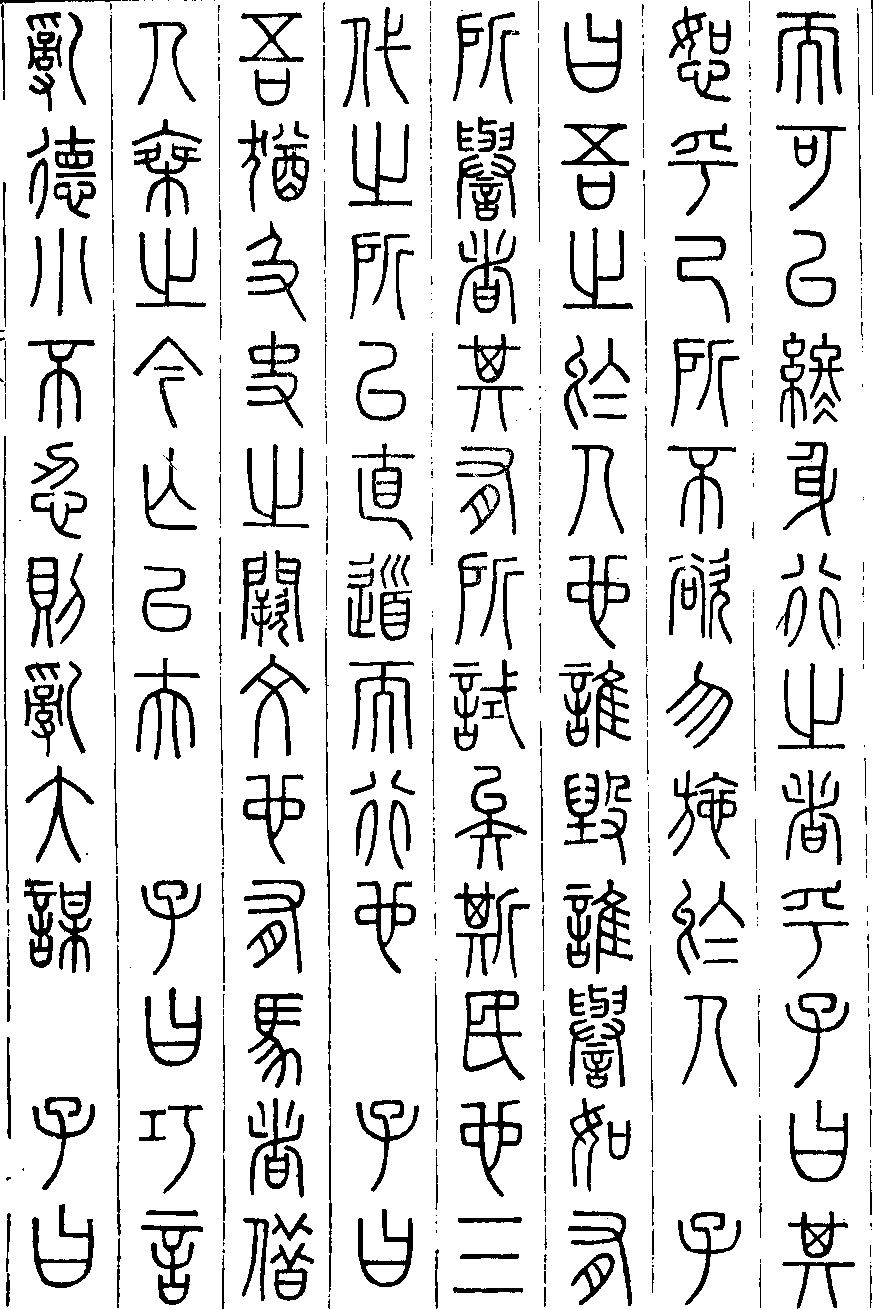 而可以終身行之者乎子曰其
恕乎己所不欲勿施於人　子
曰吾之於人也誰毀誰譽如有
所譽者其有所試矣斯民也三
代之所以直道而行也　子曰
吾猶及史之闕文也有馬者借
人乘之今亡已夫　子曰巧言
亂德小不忍則亂大謀　子曰